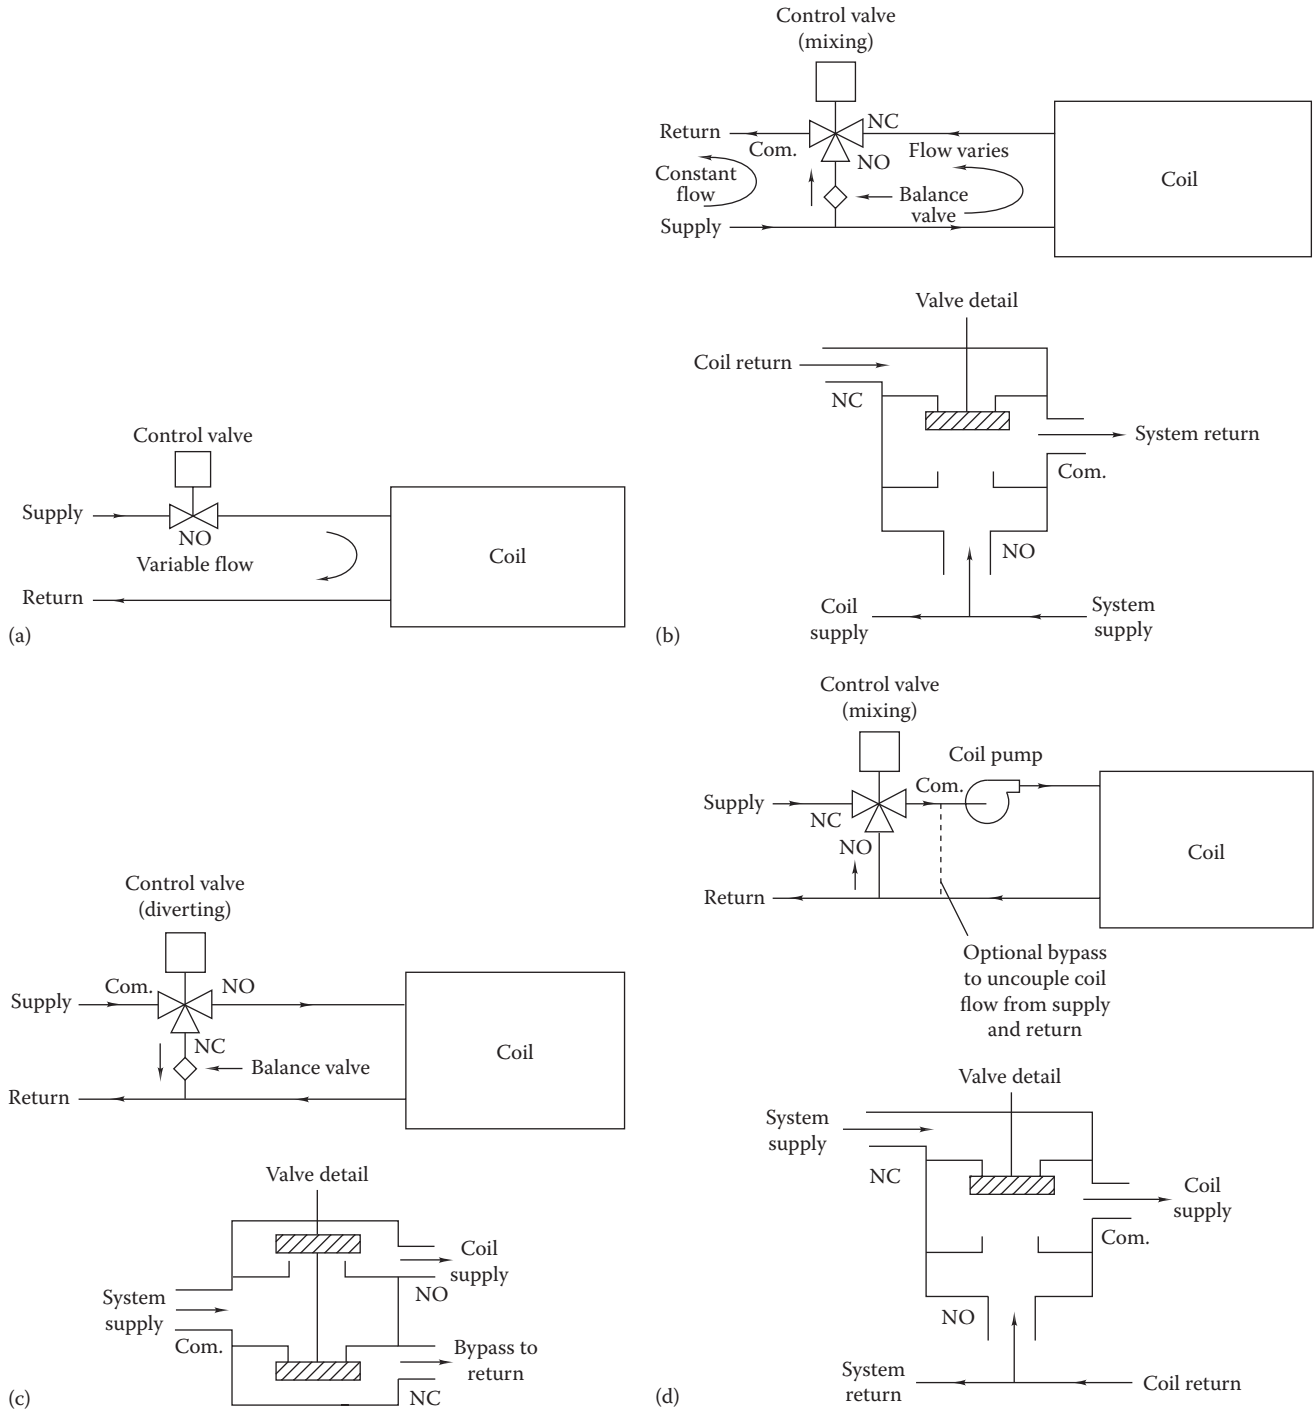 Control valve
NO
Supply
Variable flow
Return
Coil
(a)
Control valve
(mixing)
NC
Return
Com.
NO
Flow varies
Constant
flow
Balance
valve
Supply
Coil
Valve detail
Coil return
NC
System return
Com.
NO
Coil
supply
System
supply
(b)
Control valve
(diverting)
Com.
NO
Supply
NC
Balance valve
Return
Coil
Valve detail
Coil
supply
NO
System
supply
Com.
Bypass to
return
NC
(c)
Control valve
(mixing)
Coil pump
Com.
Supply
NC
NO
Return
Coil
Optional bypass
to uncouple coil
flow from supply
and return
Valve detail
System
supply
NC
Coil
supply
Com.
NO
System
return
Coil return
(d)